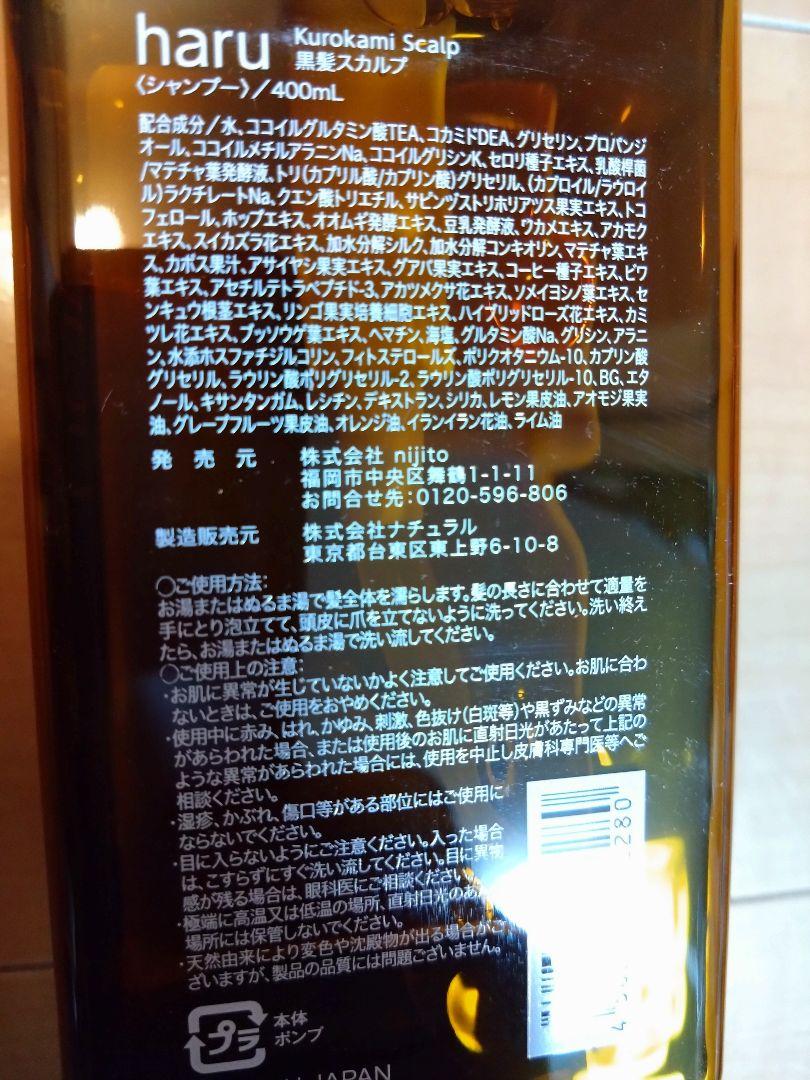 haru Kurokami Scalp
黒髪スカルプ
〈シャンプー〉／400mL
配合成分／水、ココイルグルタミン酸TEA、コカミドDEA、グリセリン、プロパンジ
オール、ココイルメチルアラニンNa、ココイルグリシンK、セロリ種子エキス、乳酸桿菌
/マテチャ葉発酵液、トリ(カプリル酸/カプリン酸)グリセリル、(カプロイル/ラウロイ
ル)ラクチレートNa、クエン酸トリエチル、サピンヅストリホリアツス果実エキス、トコ
フェロール、ホップエキス、オオムギ発酵エキス、豆乳発酵液、ワカメエキス、アカモク
エキス、スイカズラ花エキス、加水分解シルク、加水分解コンキオリン、マテチャ葉エキ
ス、カボス果汁、アサイヤシ果実エキス、グアバ果実エキス、コーヒー種子エキス、ビワ
葉エキス、アセチルテトラペプチド-3、アカツメクサ花エキス、ソメイヨシノ葉エキス、セ
ンキュウ根茎エキス、リンゴ果実培養細胞エキス、ハイブリッドローズ花エキス、カミ
ツレ花エキス、ブッソウゲ葉エキス、ヘマチン、海塩、グルタミン酸Na、グリシン、アラニ
ン、水添ホスファチジルコリン、フィトステロールズ、ポリクオタニウム-10、カプリン酸
グリセリル、ラウリン酸ポリグリセリル-2、ラウリン酸ポリグリセリル-10、BG、エタ
ノール、キサンタンガム、レシチン、デキストラン、シリカ、レモン果皮油、アオモジ果実
油、グレープフルーツ果皮油、オレンジ油、イランイラン花油、ライム油
発売元 株式会社 nijito
福岡市中央区舞鶴1-1-11
お問合せ先:0120-596-806
製造販売元 株式会社ナチュラル
東京都台東区東上野6-10-8
○ご使用方法:
お湯またはぬるま湯で髪全体を濡らします。髪の長さに合わせて適量を
手にとり泡立てて、頭皮に爪を立てないように洗ってください。洗い終え
たら、お湯またはぬるま湯で洗い流してください。
○ご使用上の注意:
・お肌に異常が生じていないかよく注意してご使用ください。お肌に合わ
ないときは、ご使用をおやめください。
・使用中に赤み、はれ、かゆみ、刺激、色抜け(白斑等)や黒ずみなどの異常
があらわれた場合、または使用後のお肌に直射日光があたって上記の
ような異常があらわれた場合には、使用を中止し皮膚科専門医等へご
相談ください。
・湿疹、かぶれ、傷口等がある部位にはご使用に
ならないでください。
・目に入らないようにご注意ください。入った場合
は、こすらずにすぐ洗い流してください。目に異物
感が残る場合は、眼科医にご相談ください。
・極端に高温又は低温の場所、直射日光のあ
場所には保管しないでください。
・天然由来により変色や沈殿物が出る場合がご
ざいますが、製品の品質には問題ございません。
プラ 本体
ポンプ
JAPAN
280